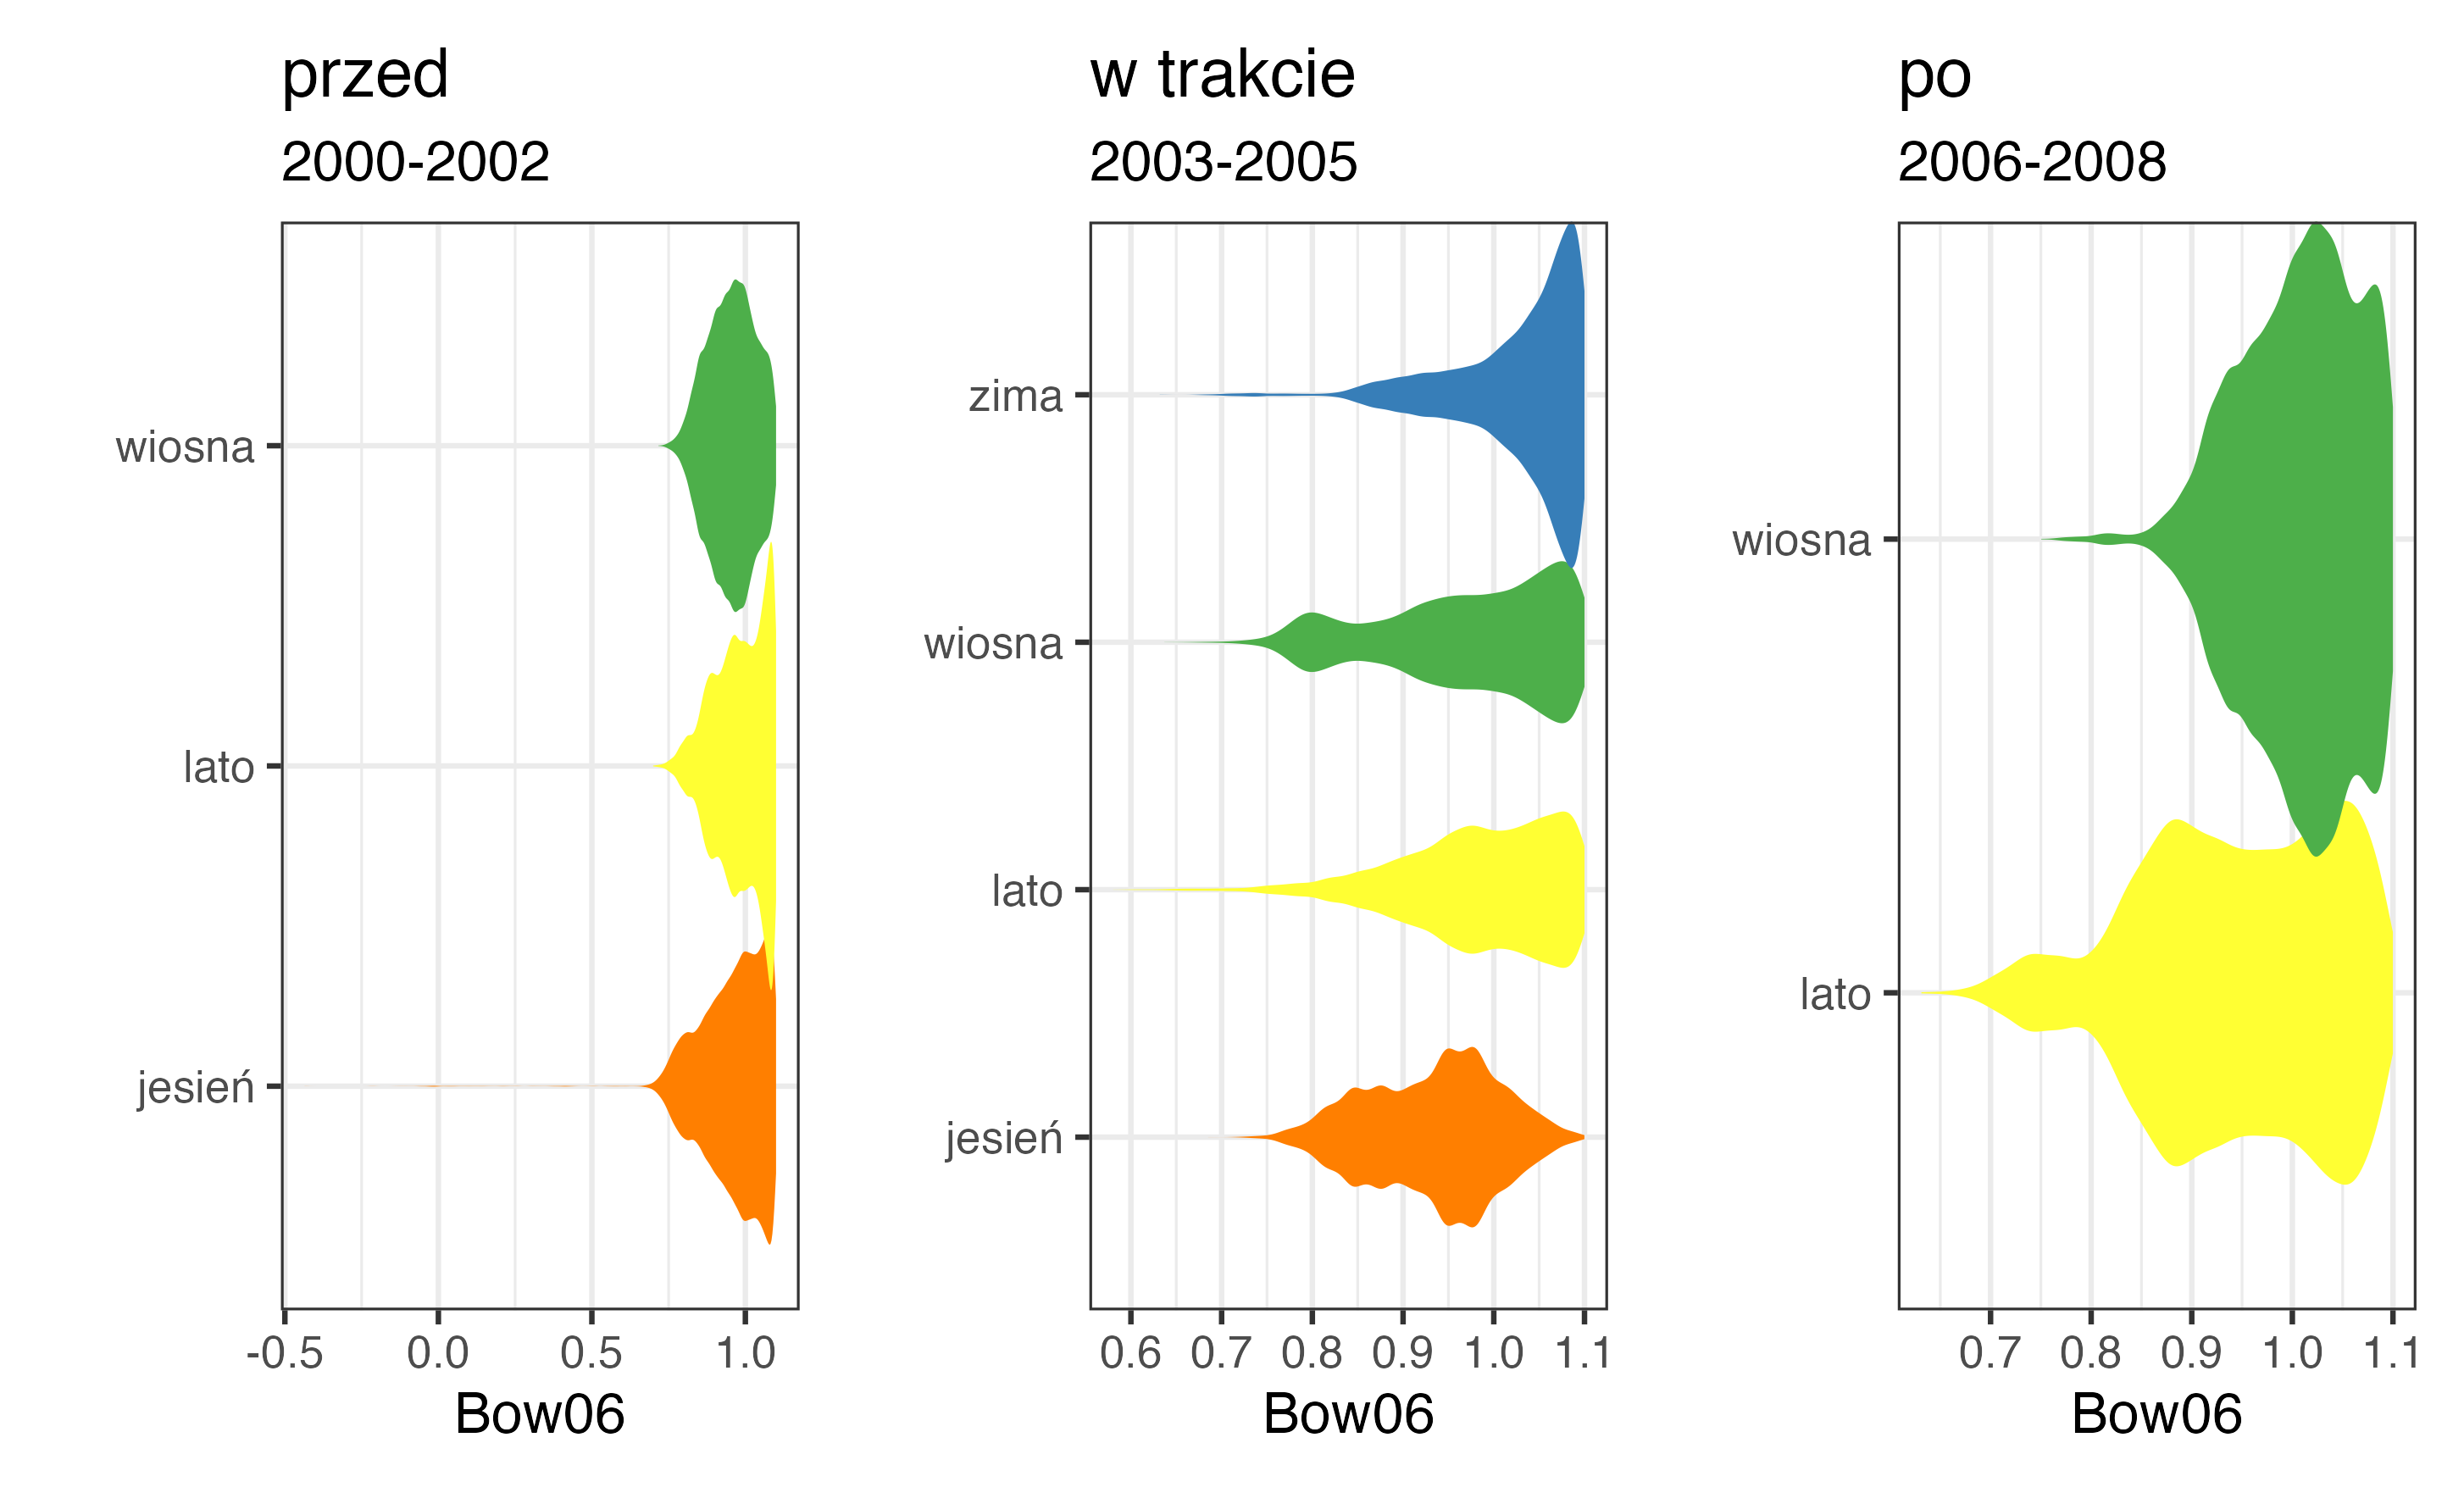 przed
2000-2002
wiosna
lato
jesień
-0.5 0.0 0.5 1.0
Bow06
w trakcie
2003-2005
zima
wiosna
lato
jesień
0.6 0.7 0.8 0.9 1.0 1.1
Bow06
po
2006-2008
wiosna
lato
0.7 0.8 0.9 1.0 1.1
Bow06